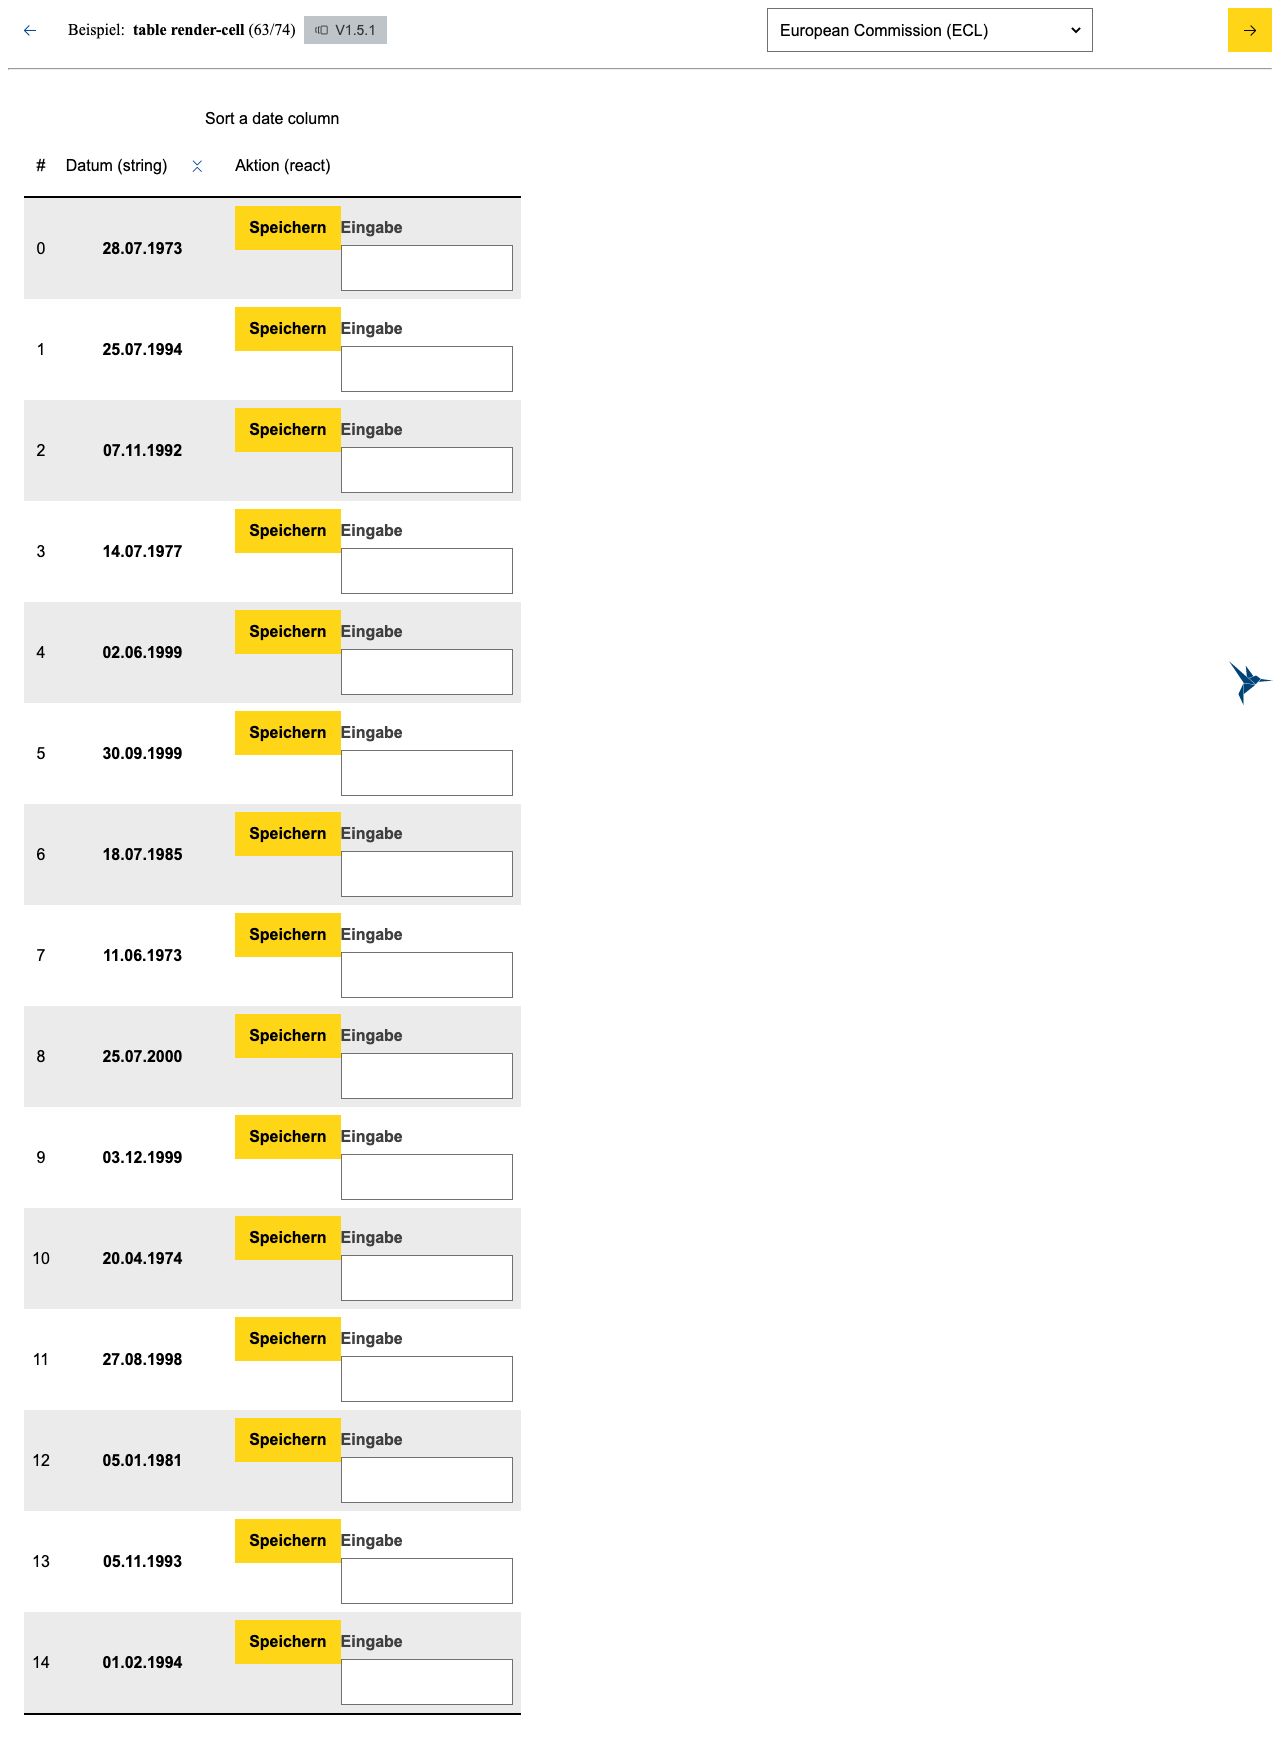 Beispiel: table render-cell (63/74) V1.5.1 European Commission (ECL)
Sort a date column
# Datum (string) Aktion (react)
0 28.07.1973 Speichern Eingabe
1 25.07.1994 Speichern Eingabe
2 07.11.1992 Speichern Eingabe
3 14.07.1977 Speichern Eingabe
4 02.06.1999 Speichern Eingabe
5 30.09.1999 Speichern Eingabe
6 18.07.1985 Speichern Eingabe
7 11.06.1973 Speichern Eingabe
8 25.07.2000 Speichern Eingabe
9 03.12.1999 Speichern Eingabe
10 20.04.1974 Speichern Eingabe
11 27.08.1998 Speichern Eingabe
12 05.01.1981 Speichern Eingabe
13 05.11.1993 Speichern Eingabe
14 01.02.1994 Speichern Eingabe